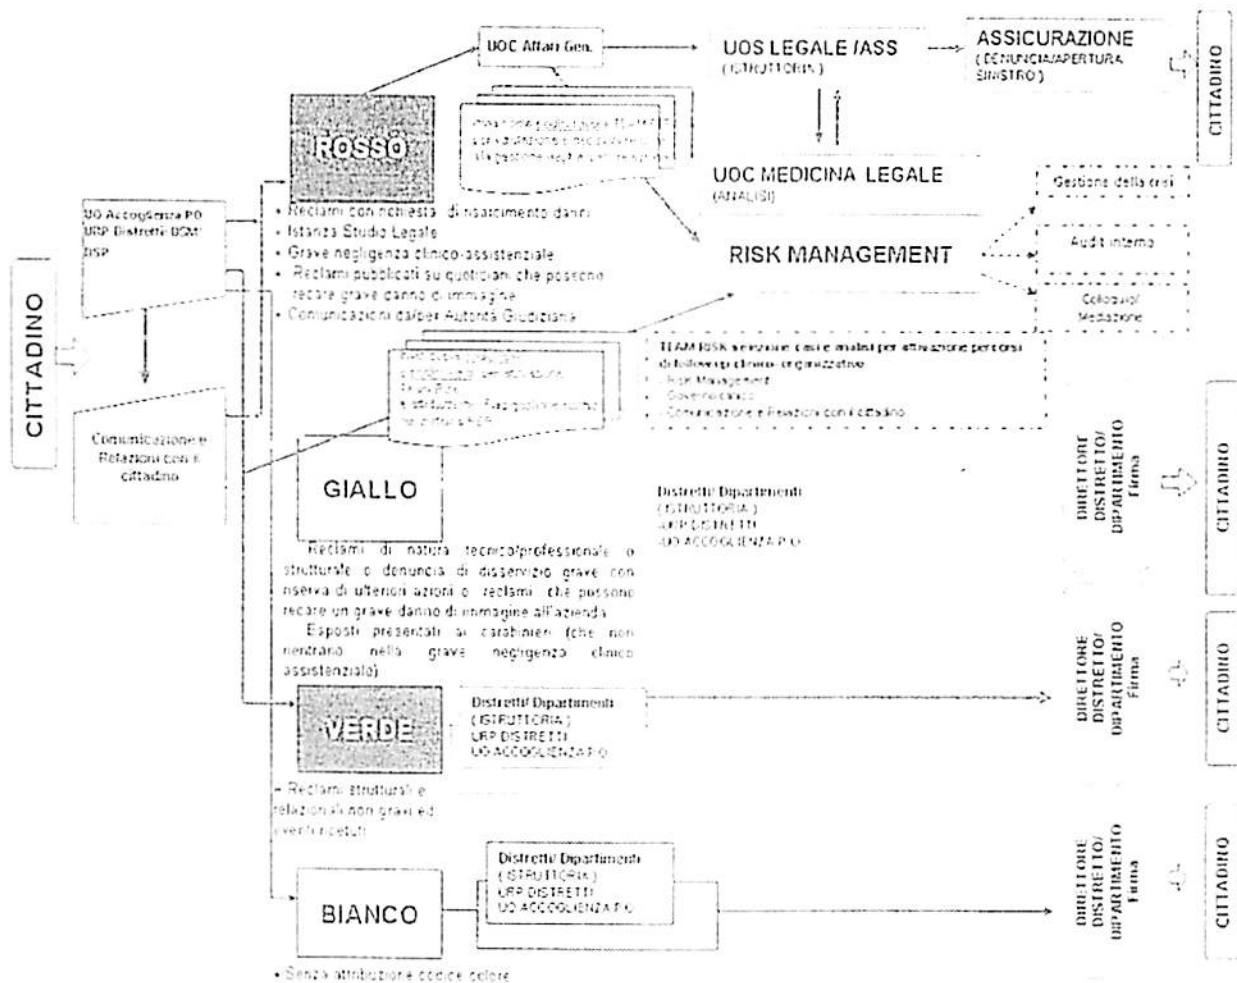 CITTADINO
UO Accoglienza PO
URP Distretti DSM
DSP
Comunicazione e
Relazioni con il
cittadino
UOC Affari Gen.
UOS LEGALE /ASS
( ISTRUTTORIA )
ASSICURAZIONE
( DENUNCIA/APERTURA
SINISTRO )
CITTADINO
ROSSO
UOC MEDICINA LEGALE
(ANALISI)
• Reclami con richiesta di risarcimento danni
• Istanza Studio Legale
• Grave negligenza clinico-assistenziale
• Reclami pubblicati su quotidiani che possono
recare grave danno di immagine
• Comunicazioni da/per Autorità Giudiziaria
RISK MANAGEMENT
Gestione della crisi
Audit interno
Colloquio/
Mediazione
TEAM RISK selezione casi e analisi per attivazione percorsi
di follow up clinico-organizzativo
- Risk Management
- Governo clinico
- Comunicazione e Relazioni con il cittadino
GIALLO
Distretti/ Dipartimenti
( ISTRUTTORIA )
URP DISTRETTI
UO ACCOGLIENZA P.O
DIRETTORE
DISTRETTO/
DIPARTIMENTO
Firma
CITTADINO
Reclami di natura tecnico/professionale o
strutturale o denuncia di disservizio grave con
riserva di ulteriori azioni o reclami che possono
recare un grave danno di immagine all'azienda
Esposti presentati ai carabinieri (che non
rientrano nella grave negligenza clinico
assistenziale)
VERDE
Distretti/ Dipartimenti
( ISTRUTTORIA )
URP DISTRETTI
UO ACCOGLIENZA P.O
DIRETTORE
DISTRETTO/
DIPARTIMENTO
Firma
CITTADINO
• Reclami strutturali e
relazionali non gravi ed
eventi ripetuti
BIANCO
Distretti/ Dipartimenti
( ISTRUTTORIA )
URP DISTRETTI
UO ACCOGLIENZA P.O
DIRETTORE
DISTRETTO/
DIPARTIMENTO
Firma
CITTADINO
• Senza attribuzione codice colore